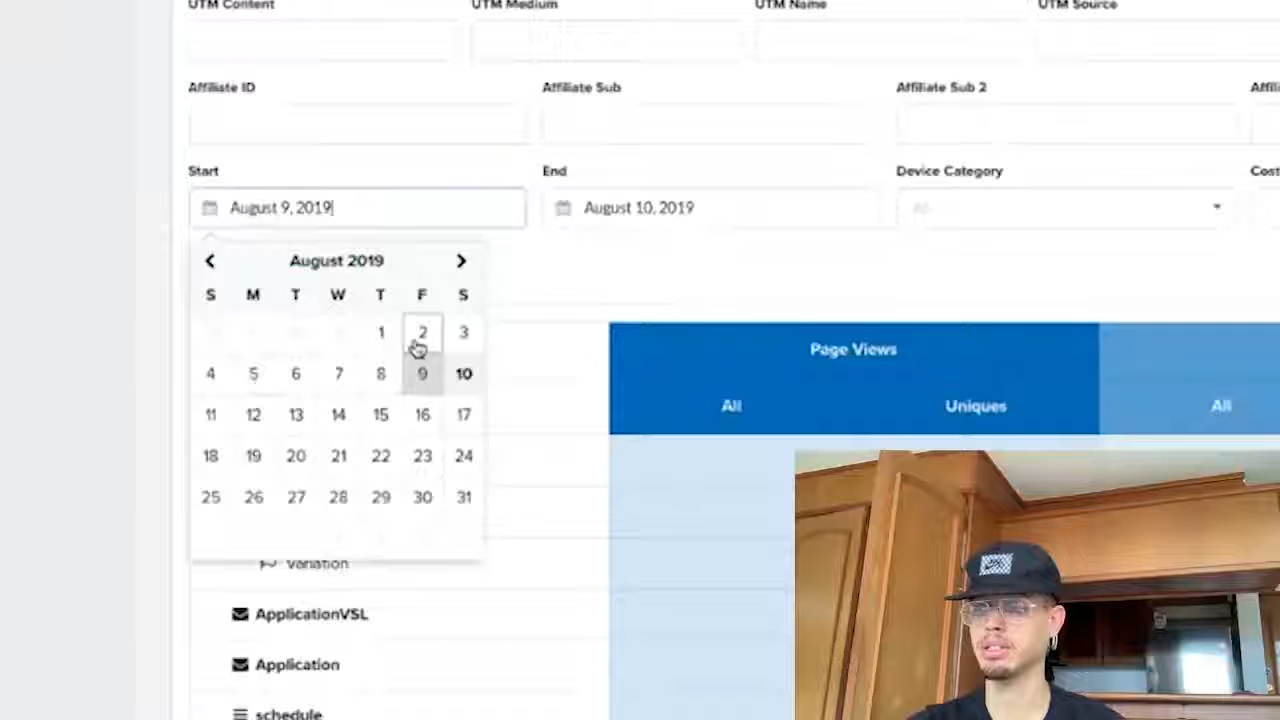 UTM Content UTM Medium UTM Name UTM Source
Affiliate ID Affiliate Sub Affiliate Sub 2 Affili
Start End Device Category Cost
August 9, 2019 August 10, 2019 All
August 2019
S M T W T F S
1 2 3
4 5 6 7 8 9 10
11 12 13 14 15 16 17
18 19 20 21 22 23 24
25 26 27 28 29 30 31
Page Views
All Uniques All
Variation
ApplicationVSL
Application
schedule